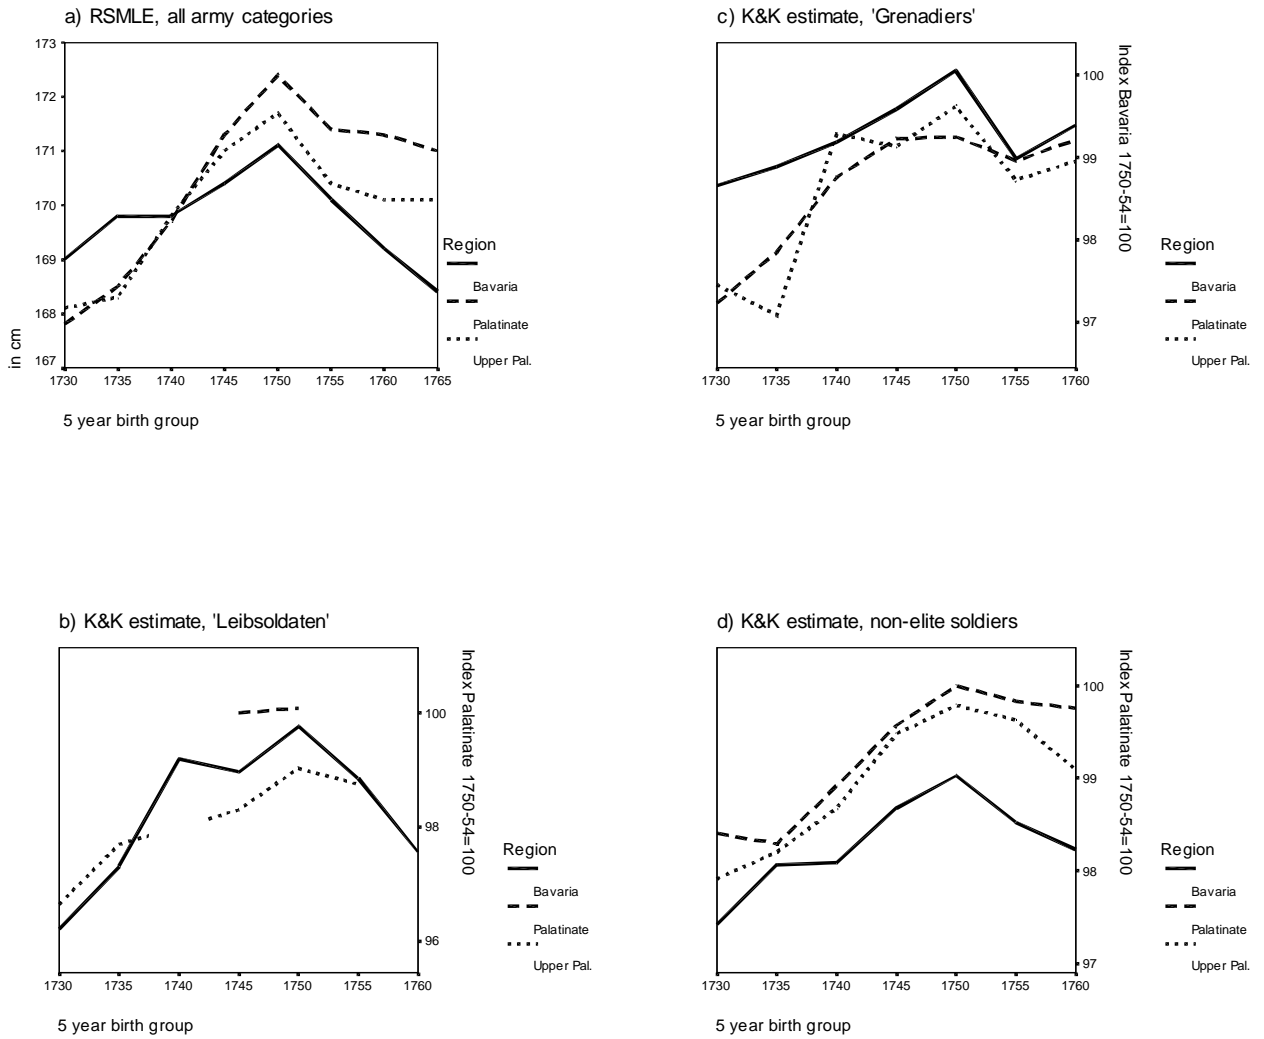 a) RSMLE, all army categories
173
172
171
170
169
168
167
in cm
1730 1735 1740 1745 1750 1755 1760 1765
5 year birth group
Region
Bavaria
Palatinate
Upper Pal.
c) K&K estimate, 'Grenadiers'
100
99
98
97
Index Bavaria 1750-54=100
1730 1735 1740 1745 1750 1755 1760
5 year birth group
Region
Bavaria
Palatinate
Upper Pal.
b) K&K estimate, 'Leibsoldaten'
100
98
96
Index Palatinate 1750-54=100
1730 1735 1740 1745 1750 1755 1760
5 year birth group
Region
Bavaria
Palatinate
Upper Pal.
d) K&K estimate, non-elite soldiers
100
99
98
97
Index Palatinate 1750-54=100
1730 1735 1740 1745 1750 1755 1760
5 year birth group
Region
Bavaria
Palatinate
Upper Pal.